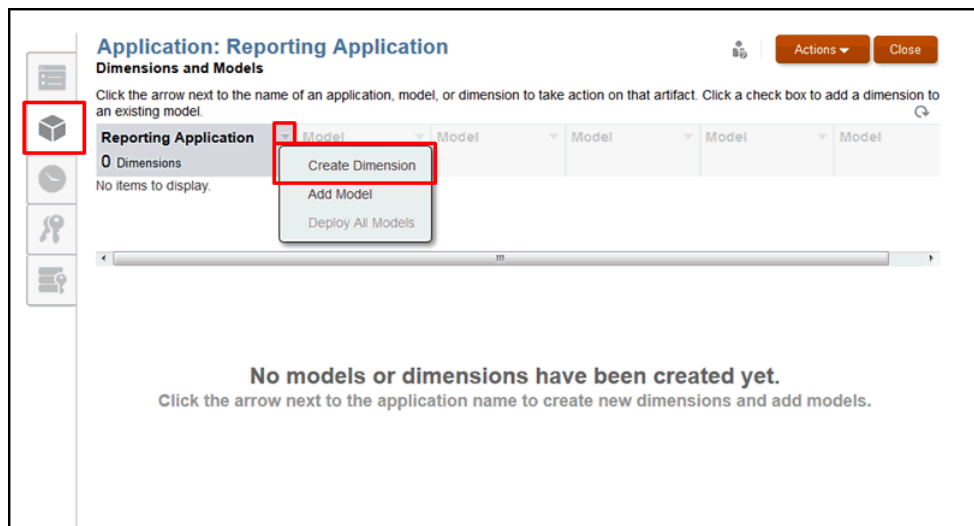 Application: Reporting Application
Actions
Close
Dimensions and Models
Click the arrow next to the name of an application, model, or dimension to take action on that artifact. Click a check box to add a dimension to
an existing model.
Reporting Application
Model
Model
Model
Model
Model
0 Dimensions
No items to display.
Create Dimension
Add Model
Deploy All Models
No models or dimensions have been created yet.
Click the arrow next to the application name to create new dimensions and add models.